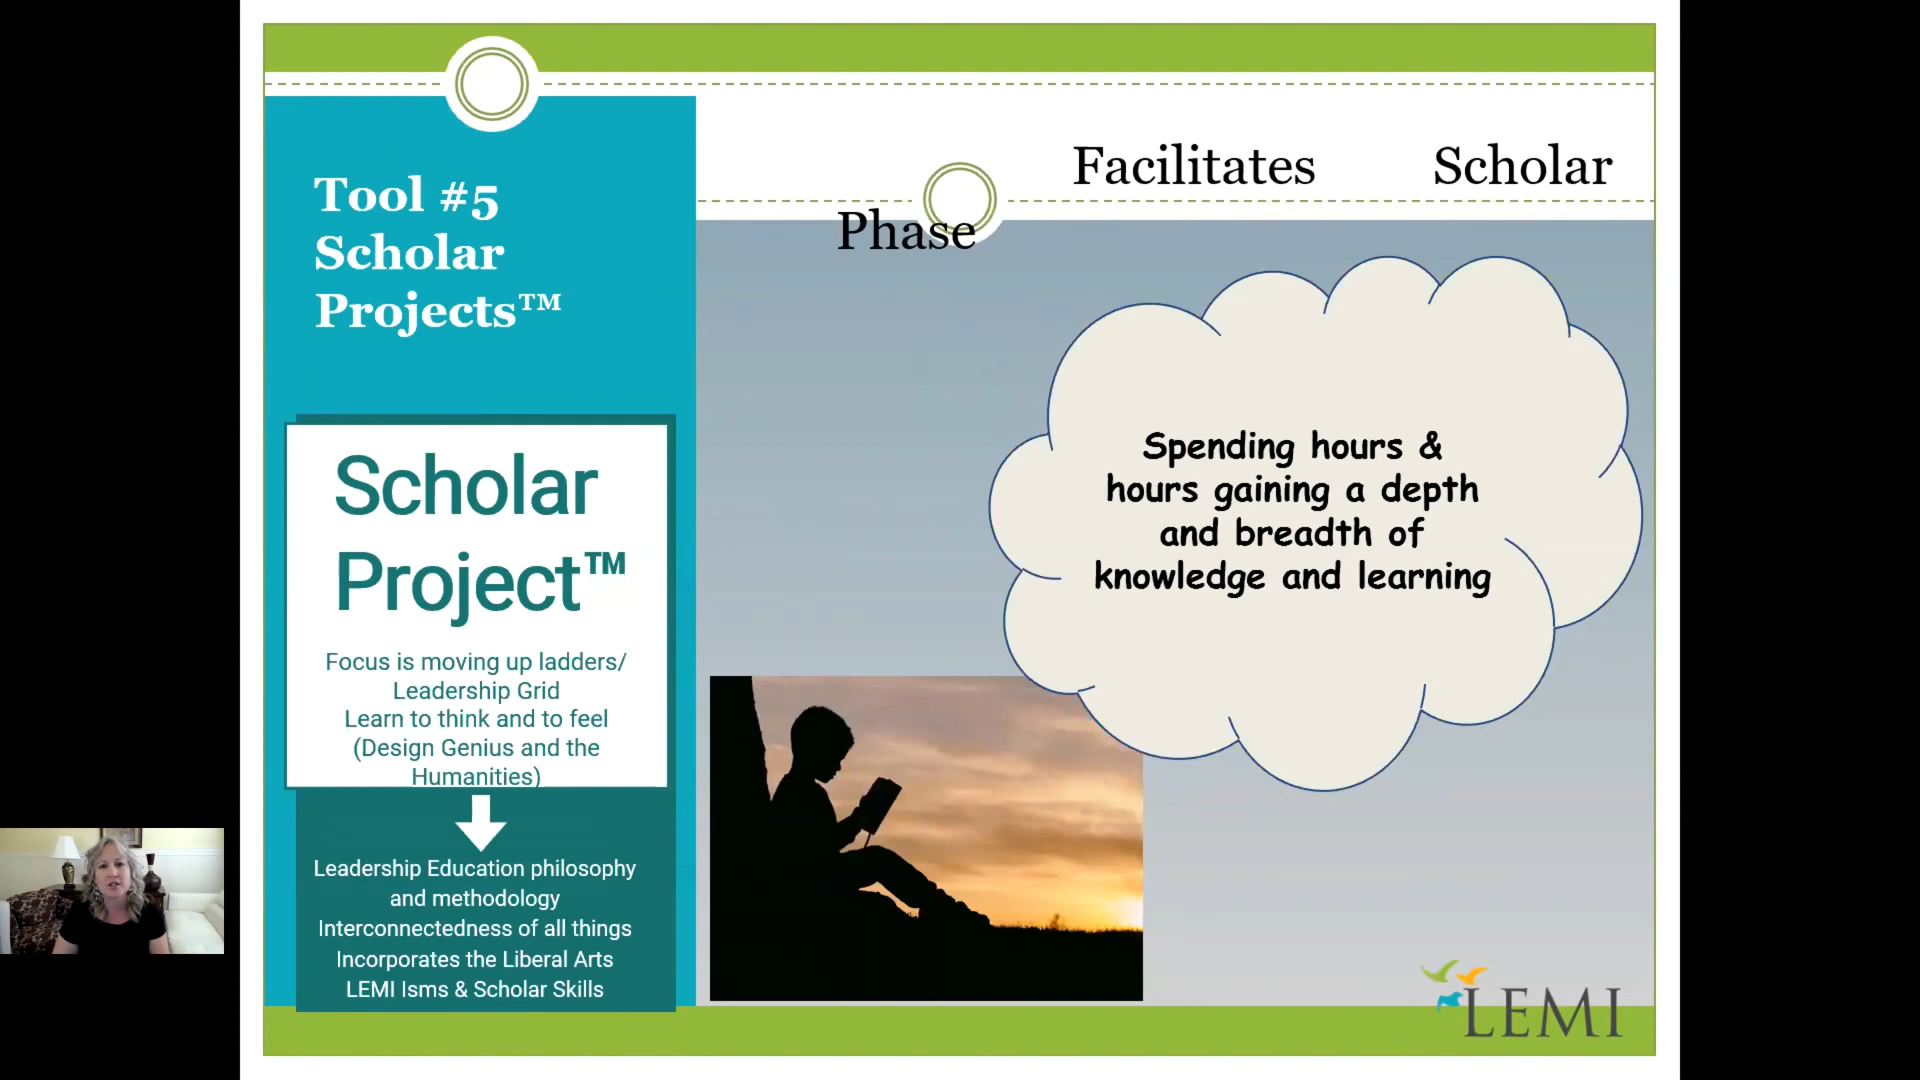 Tool #5
Scholar
Projects™
Scholar
Project™
Focus is moving up ladders/
Leadership Grid
Learn to think and to feel
(Design Genius and the
Humanities)
Leadership Education philosophy
and methodology
Interconnectedness of all things
Incorporates the Liberal Arts
LEMI Isms & Scholar Skills
Facilitates Scholar
Phase
Spending hours &
hours gaining a depth
and breadth of
knowledge and learning
LEMI